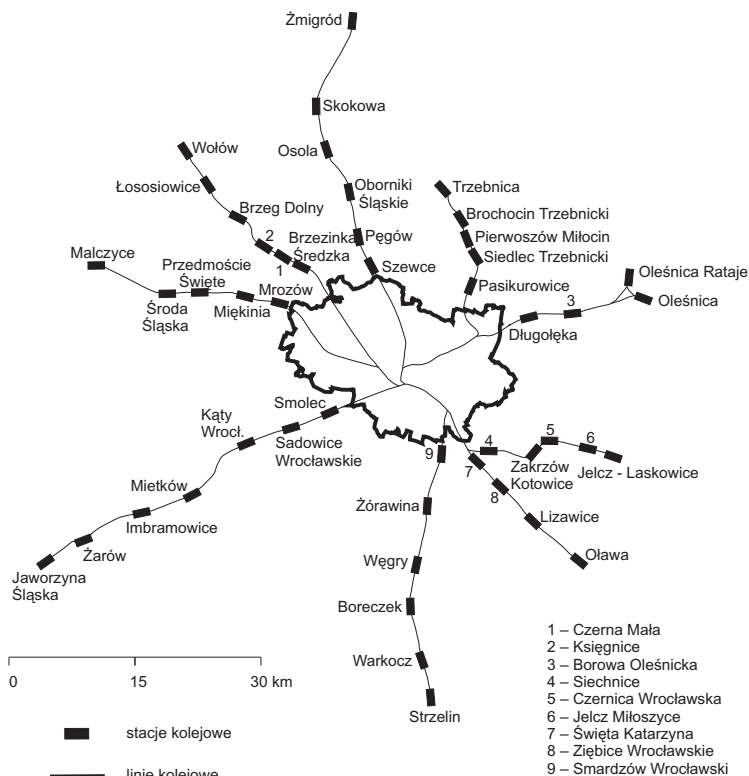 Żmigród
Skokowa
Wołów
Osola
Łososiowice
Oborniki
Śląskie
Trzebnica
Brzeg Dolny
Brochocin Trzebnicki
2
Brzezinka
Średzka
Pęgów
Pierwoszów Miłocin
Malczyce
1
Siedlec Trzebnicki
Przedmoście
Święte
Szewce
Oleśnica Rataje
Mrozów
Pasikurowice
3
Oleśnica
Środa
Śląska
Miękinia
Długołęka
Smolec
Kąty
Wrocł.
Sadowice
Wrocławskie
9
4
5
6
7
Zakrzów
Kotowice
Jelcz - Laskowice
Mietków
8
Żórawina
Lizawice
Imbramowice
Żarów
Węgry
Oława
Jaworzyna
Śląska
Boreczek
Warkocz
Strzelin
0 15 30 km
stacje kolejowe
linie kolejowe
1 – Czerna Mała
2 – Księgnice
3 – Borowa Oleśnicka
4 – Siechnice
5 – Czernica Wrocławska
6 – Jelcz Miłoszyce
7 – Święta Katarzyna
8 – Ziębice Wrocławskie
9 – Smardzów Wrocławski